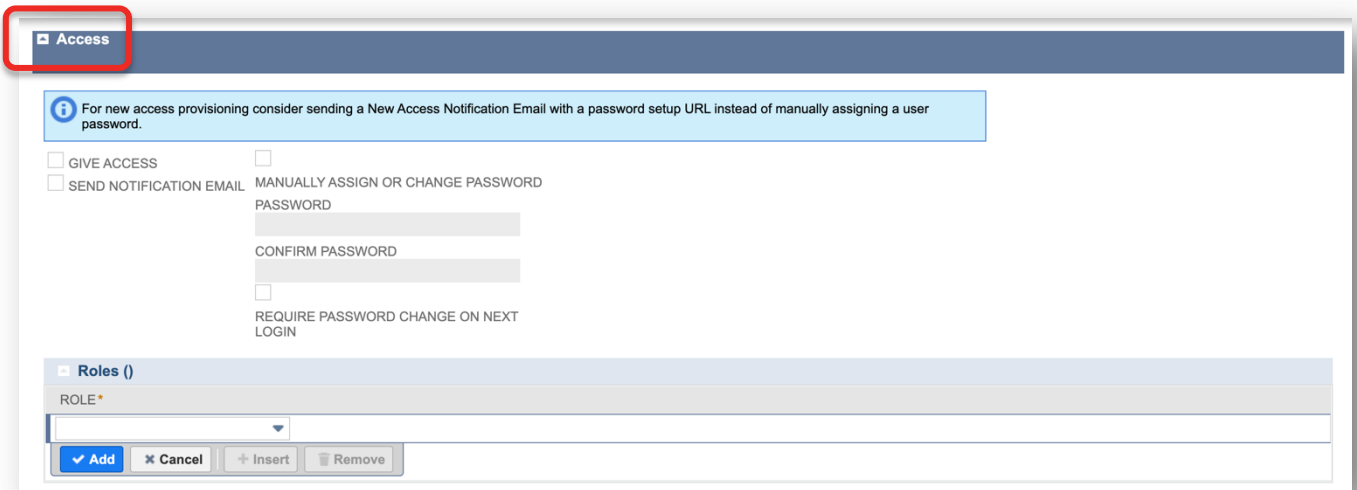 Access
For new access provisioning consider sending a New Access Notification Email with a password setup URL instead of manually assigning a user
password.
GIVE ACCESS
SEND NOTIFICATION EMAIL
MANUALLY ASSIGN OR CHANGE PASSWORD
PASSWORD
CONFIRM PASSWORD
REQUIRE PASSWORD CHANGE ON NEXT
LOGIN
Roles ()
ROLE*
Add Cancel Insert Remove